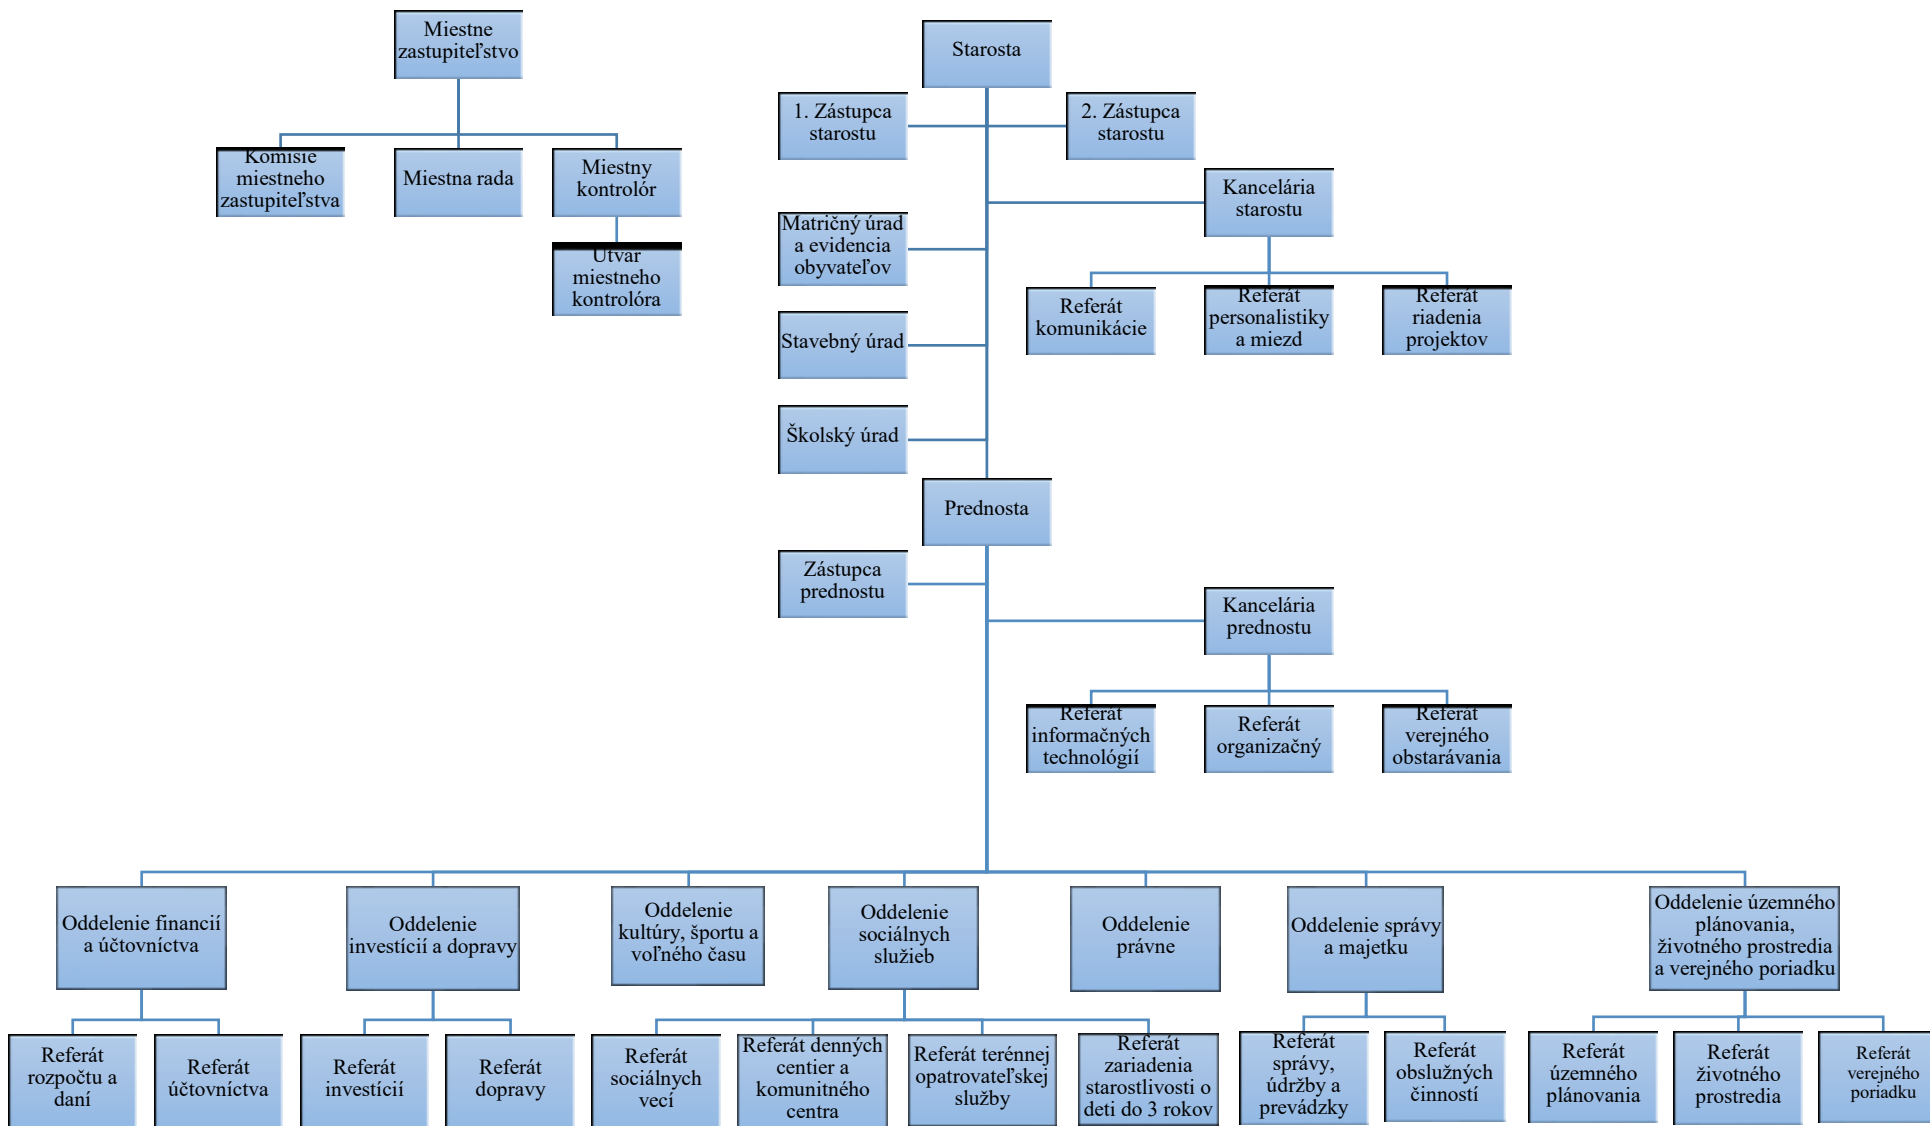 Miestne
zastupiteľstvo
Starosta
1. Zástupca
starostu
2. Zástupca
starostu
Komisie
miestneho
zastupiteľstva
Miestna rada
Miestny
kontrolór
Kancelária
starostu
Matričný úrad
a evidencia
obyvateľov
Útvar
miestneho
kontrolóra
Referát
komunikácie
Referát
personalistiky
a miezd
Referát
riadenia
projektov
Stavebný úrad
Školský úrad
Prednosta
Zástupca
prednostu
Kancelária
prednostu
Referát
informačných
technológií
Referát
organizačný
Referát
verejného
obstarávania
Oddelenie financií
a účtovníctva
Oddelenie
investícií a dopravy
Oddelenie
kultúry, športu a
voľného času
Oddelenie
sociálnych
služieb
Oddelenie
právne
Oddelenie správy
a majetku
Oddelenie územného
plánovania,
životného prostredia
a verejného poriadku
Referát
rozpočtu a
daní
Referát
účtovníctva
Referát
investícií
Referát
dopravy
Referát
sociálnych
vecí
Referát denných
centier a
komunitného
centra
Referát terénnej
opatrovateľskej
služby
Referát
zariadenia
starostlivosti o
deti do 3 rokov
Referát
správy,
údržby a
prevádzky
Referát
obslužných
činností
Referát
územného
plánovania
Referát
životného
prostredia
Referát
verejného
poriadku